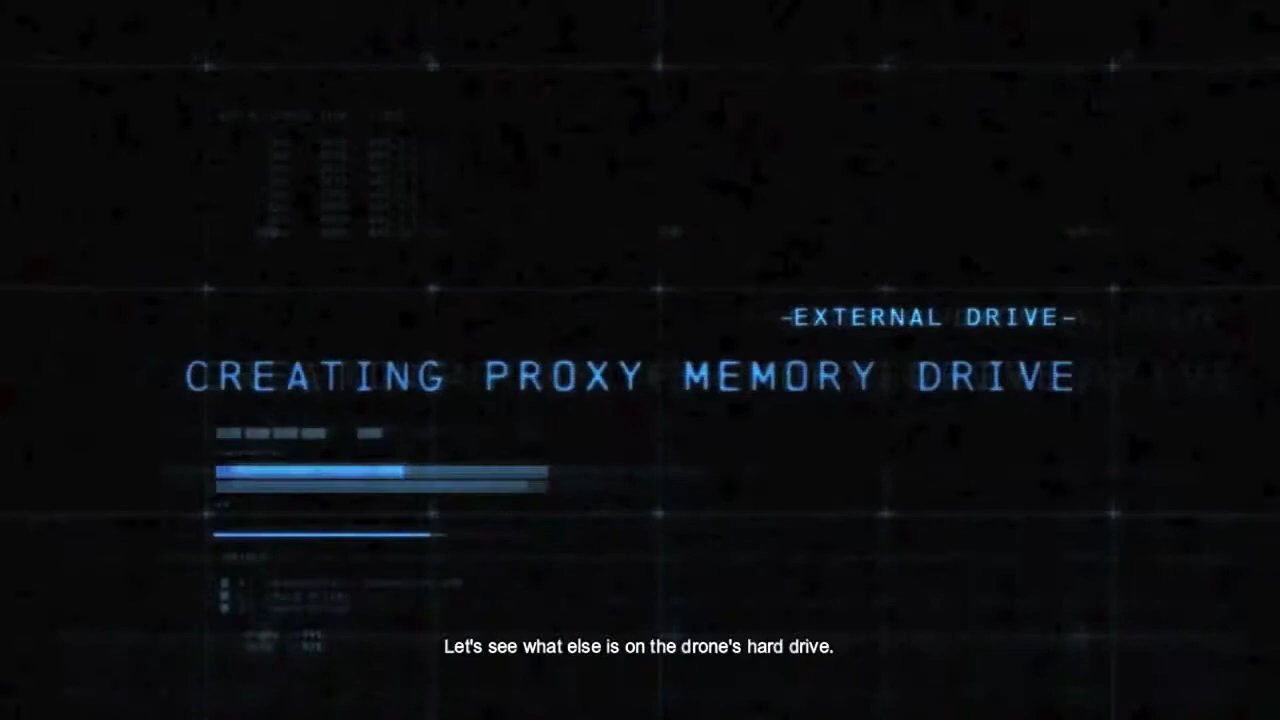 -EXTERNAL DRIVE-
CREATING PROXY MEMORY DRIVE
Let's see what else is on the drone's hard drive.